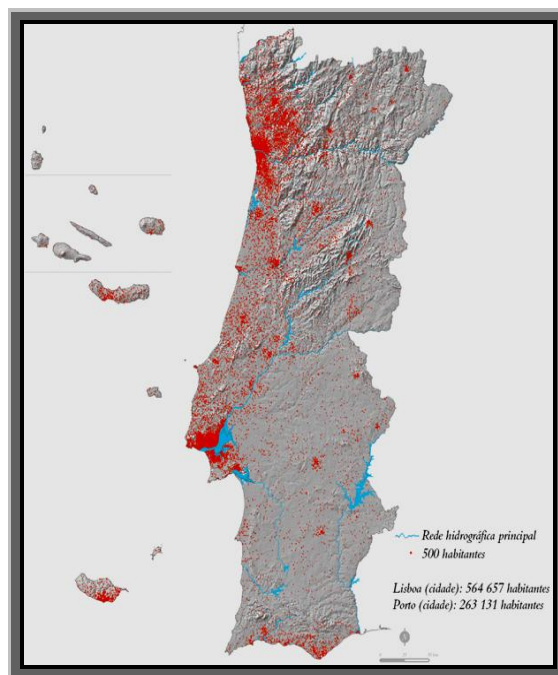 Rede hidrográfica principal
500 habitantes
Lisboa (cidade): 564 657 habitantes
Porto (cidade): 263 131 habitantes